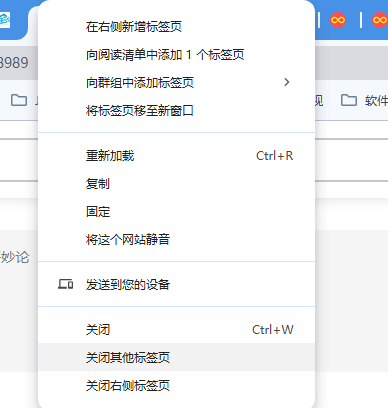 在右侧新增标签页
向阅读清单中添加 1 个标签页
8989
向群组中添加标签页
将标签页移至新窗口
软件
重新加载 Ctrl+R
复制
固定
将这个网站静音
妙论
发送到您的设备
关闭 Ctrl+W
关闭其他标签页
关闭右侧标签页